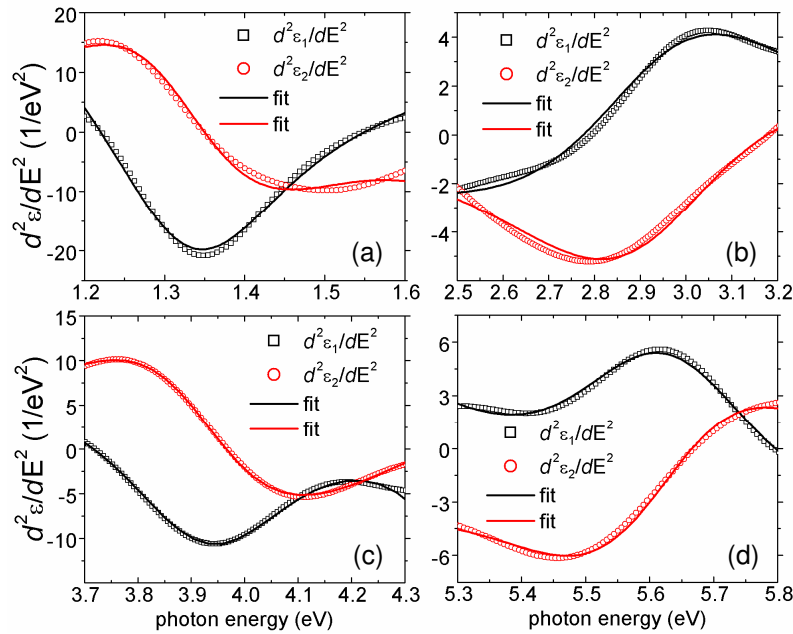 d²ε/dE² (1/eV²)
20
10
0
-10
-20
d²ε₁/dE²
d²ε₂/dE²
fit
fit
(a)
1.2 1.3 1.4 1.5 1.6
4
2
0
-2
-4
d²ε₁/dE²
d²ε₂/dE²
fit
fit
(b)
2.5 2.6 2.7 2.8 2.9 3.0 3.1 3.2
d²ε/dE² (1/eV²)
15
10
5
0
-5
-10
d²ε₁/dE²
d²ε₂/dE²
fit
fit
(c)
3.7 3.8 3.9 4.0 4.1 4.2 4.3
photon energy (eV)
6
3
0
-3
-6
d²ε₁/dE²
d²ε₂/dE²
fit
fit
(d)
5.3 5.4 5.5 5.6 5.7 5.8
photon energy (eV)